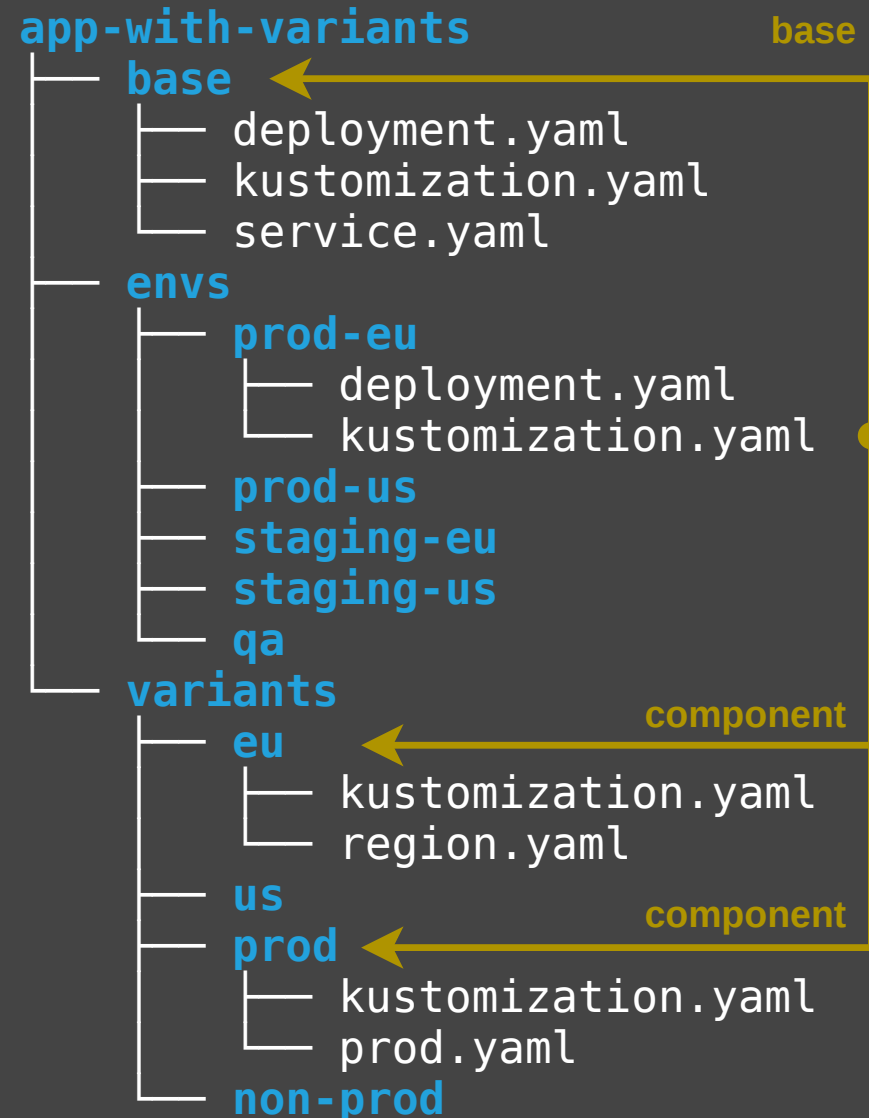 app-with-variants base
base
deployment.yaml
kustomization.yaml
service.yaml
envs
prod-eu
deployment.yaml
kustomization.yaml
prod-us
staging-eu
staging-us
qa
variants
component
eu
kustomization.yaml
region.yaml
us
component
prod
kustomization.yaml
prod.yaml
non-prod